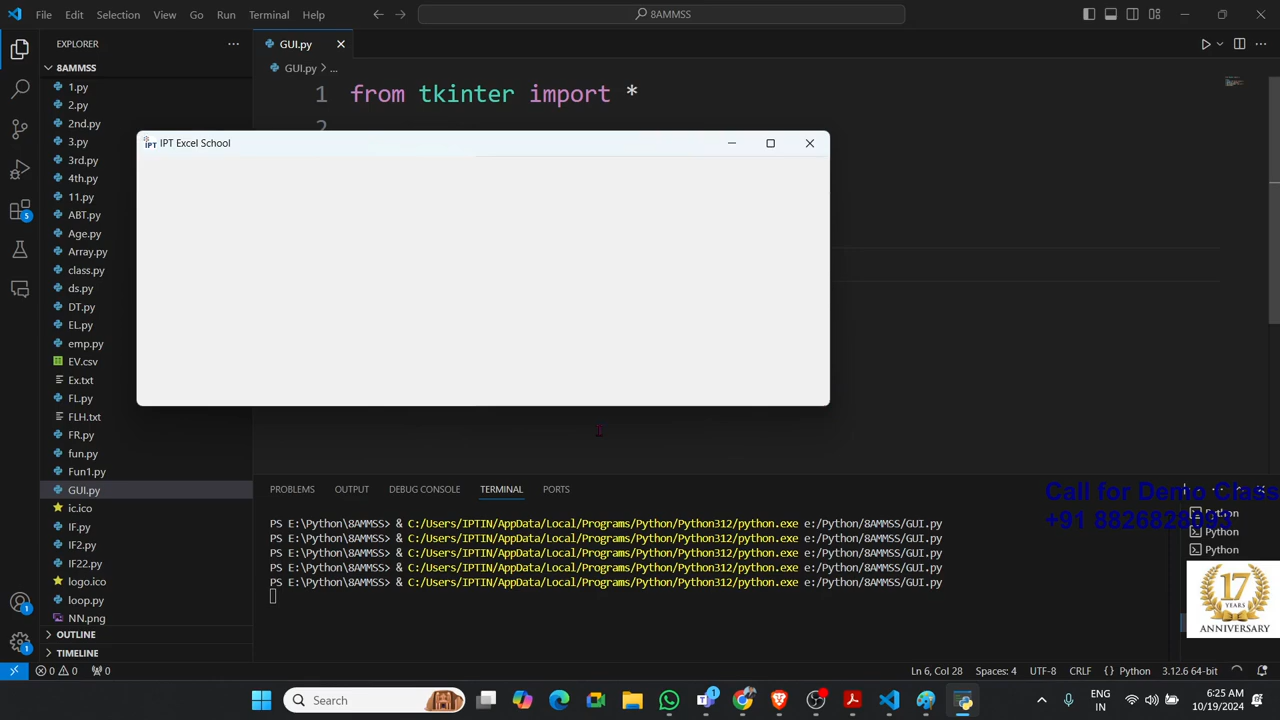 File Edit Selection View Go Run Terminal Help
8AMMSS
EXPLORER
GUI.py
8AMMSS
GUI.py > ...
1.py
2.py
2nd.py
3.py
3rd.py
4th.py
11.py
ABT.py
Age.py
Array.py
class.py
ds.py
DT.py
EL.py
emp.py
EV.csv
Ex.txt
FL.py
FLH.txt
FR.py
fun.py
Fun1.py
GUI.py
ic.ico
IF.py
IF2.py
IF22.py
logo.ico
loop.py
NN.png
OUTLINE
TIMELINE
1 from tkinter import *
2
IPT Excel School
PROBLEMS OUTPUT DEBUG CONSOLE TERMINAL PORTS
PS E:\Python\8AMMSS> & C:/Users/IPTIN/AppData/Local/Programs/Python/Python312/python.exe e:/Python/8AMMSS/GUI.py
PS E:\Python\8AMMSS> & C:/Users/IPTIN/AppData/Local/Programs/Python/Python312/python.exe e:/Python/8AMMSS/GUI.py
PS E:\Python\8AMMSS> & C:/Users/IPTIN/AppData/Local/Programs/Python/Python312/python.exe e:/Python/8AMMSS/GUI.py
PS E:\Python\8AMMSS> & C:/Users/IPTIN/AppData/Local/Programs/Python/Python312/python.exe e:/Python/8AMMSS/GUI.py
PS E:\Python\8AMMSS> & C:/Users/IPTIN/AppData/Local/Programs/Python/Python312/python.exe e:/Python/8AMMSS/GUI.py
Call for Demo Class
+91 8826828093
Python
Python
Python
17
YEARS
ANNIVERSARY
5
1
1
0 0 0
Ln 6, Col 28 Spaces: 4 UTF-8 CRLF {} Python 3.12.6 64-bit
Search
1
ENG
IN
6:25 AM
10/19/2024